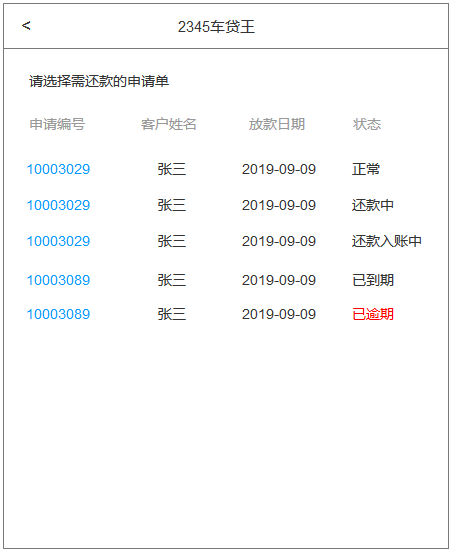 < 2345车贷王
请选择需还款的申请单
申请编号 客户姓名 放款日期 状态
10003029 张三 2019-09-09 正常
10003029 张三 2019-09-09 还款中
10003029 张三 2019-09-09 还款入账中
10003089 张三 2019-09-09 已到期
10003089 张三 2019-09-09 已逾期